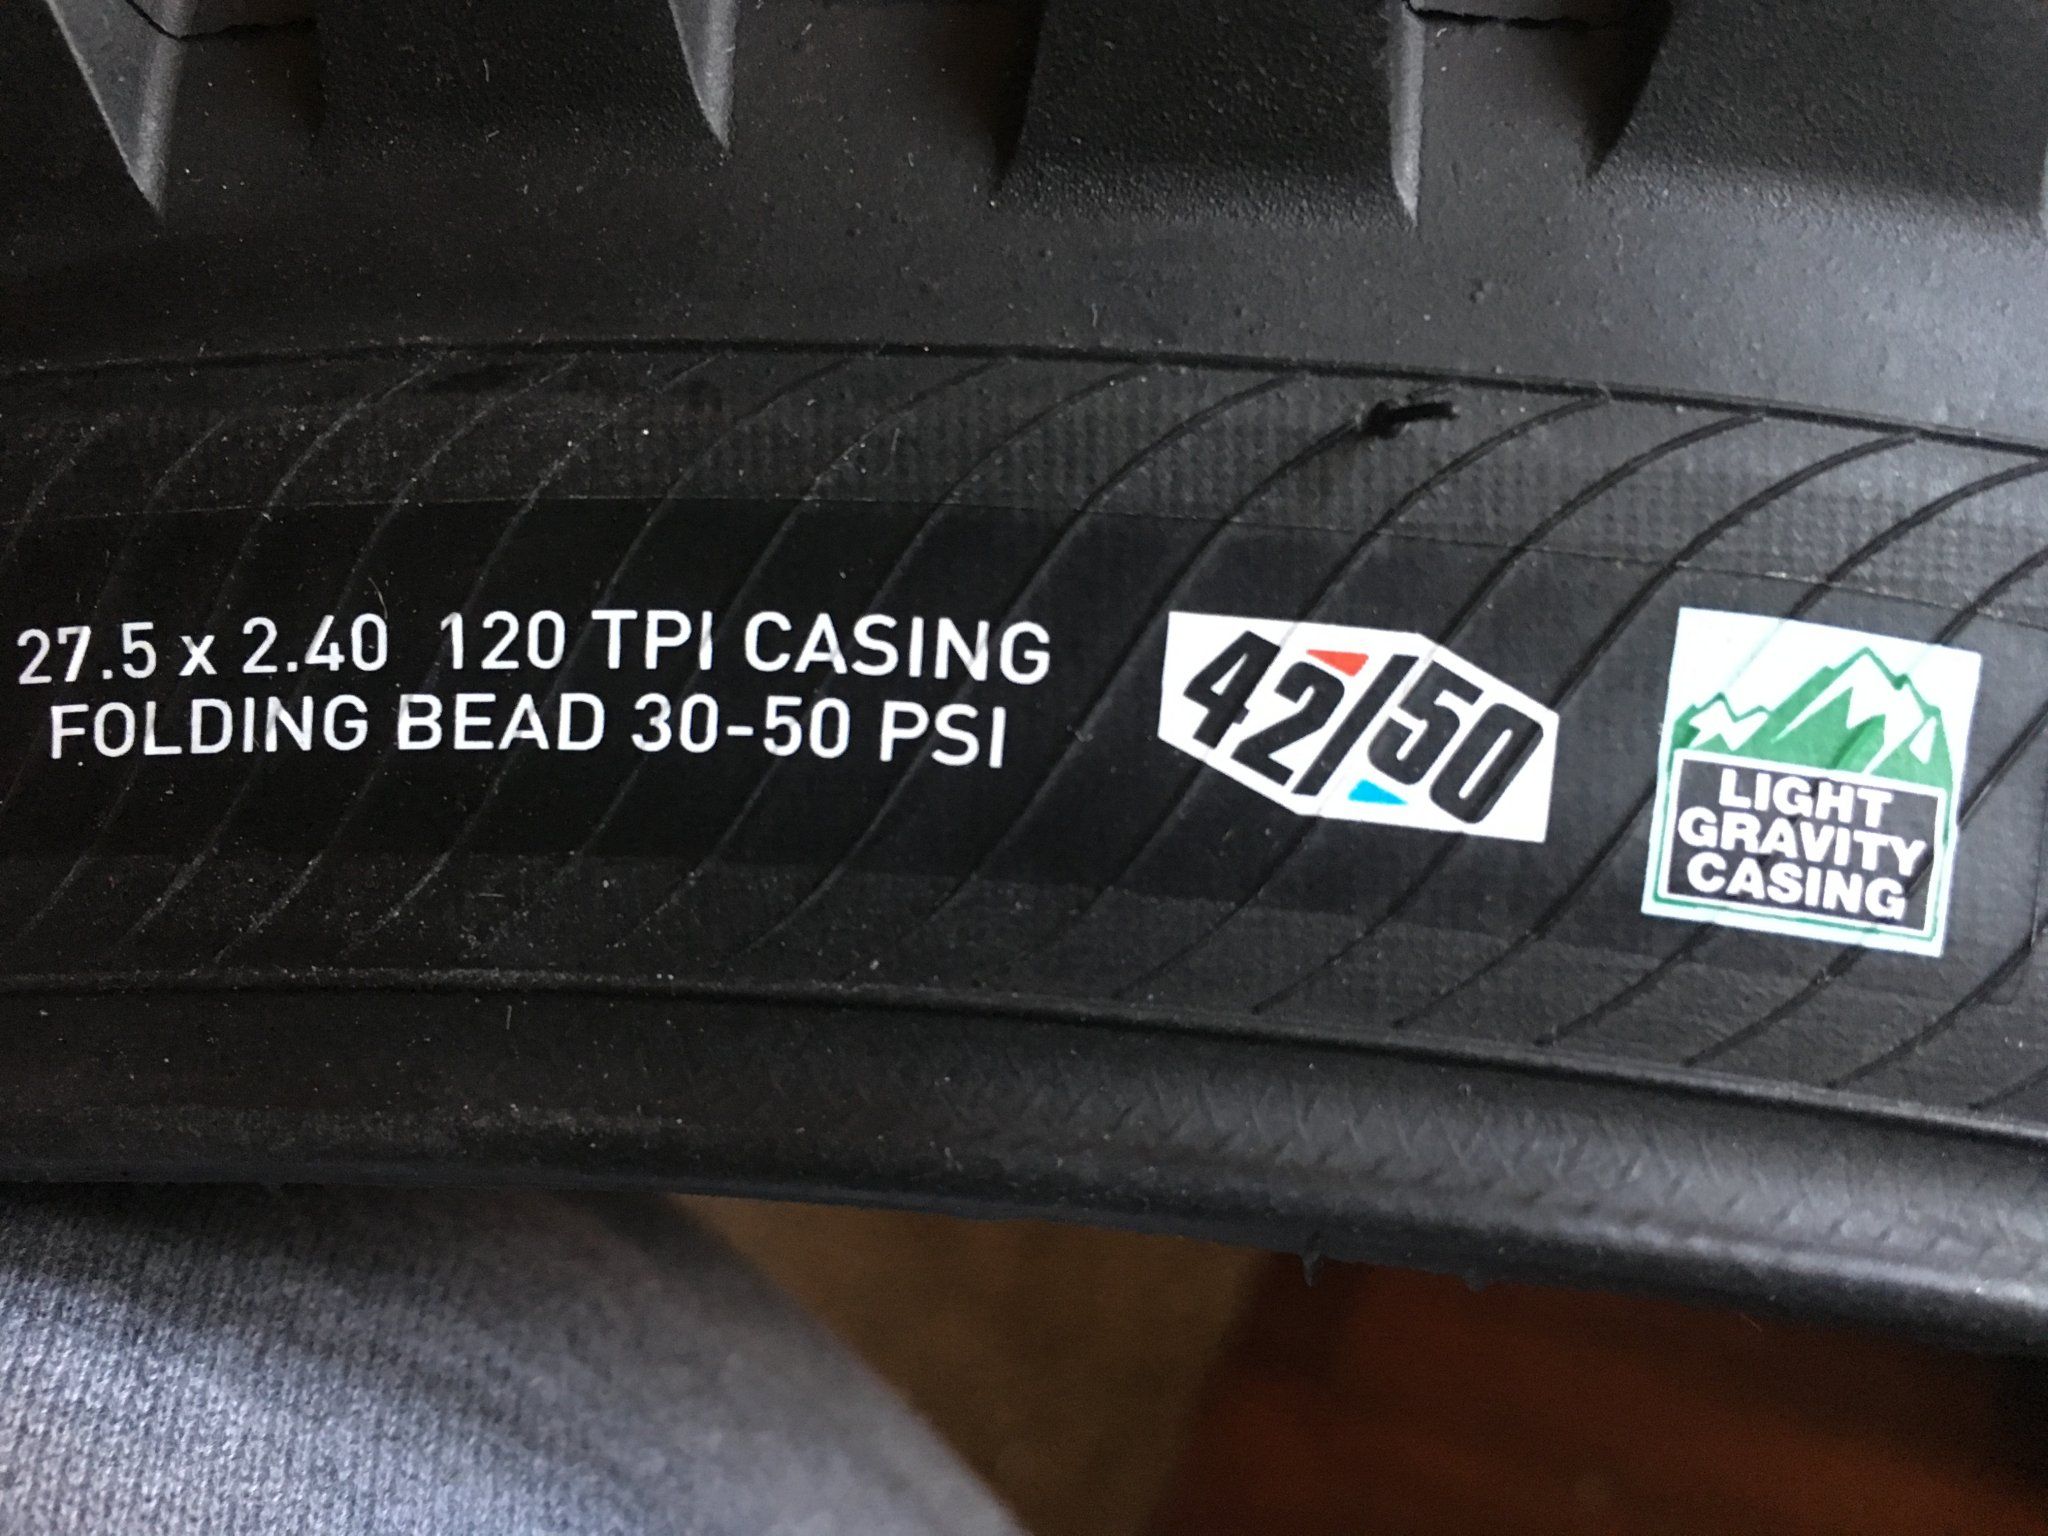 27.5 x 2.40 120 TPI CASING
FOLDING BEAD 30-50 PSI
42/50
LIGHT
GRAVITY
CASING